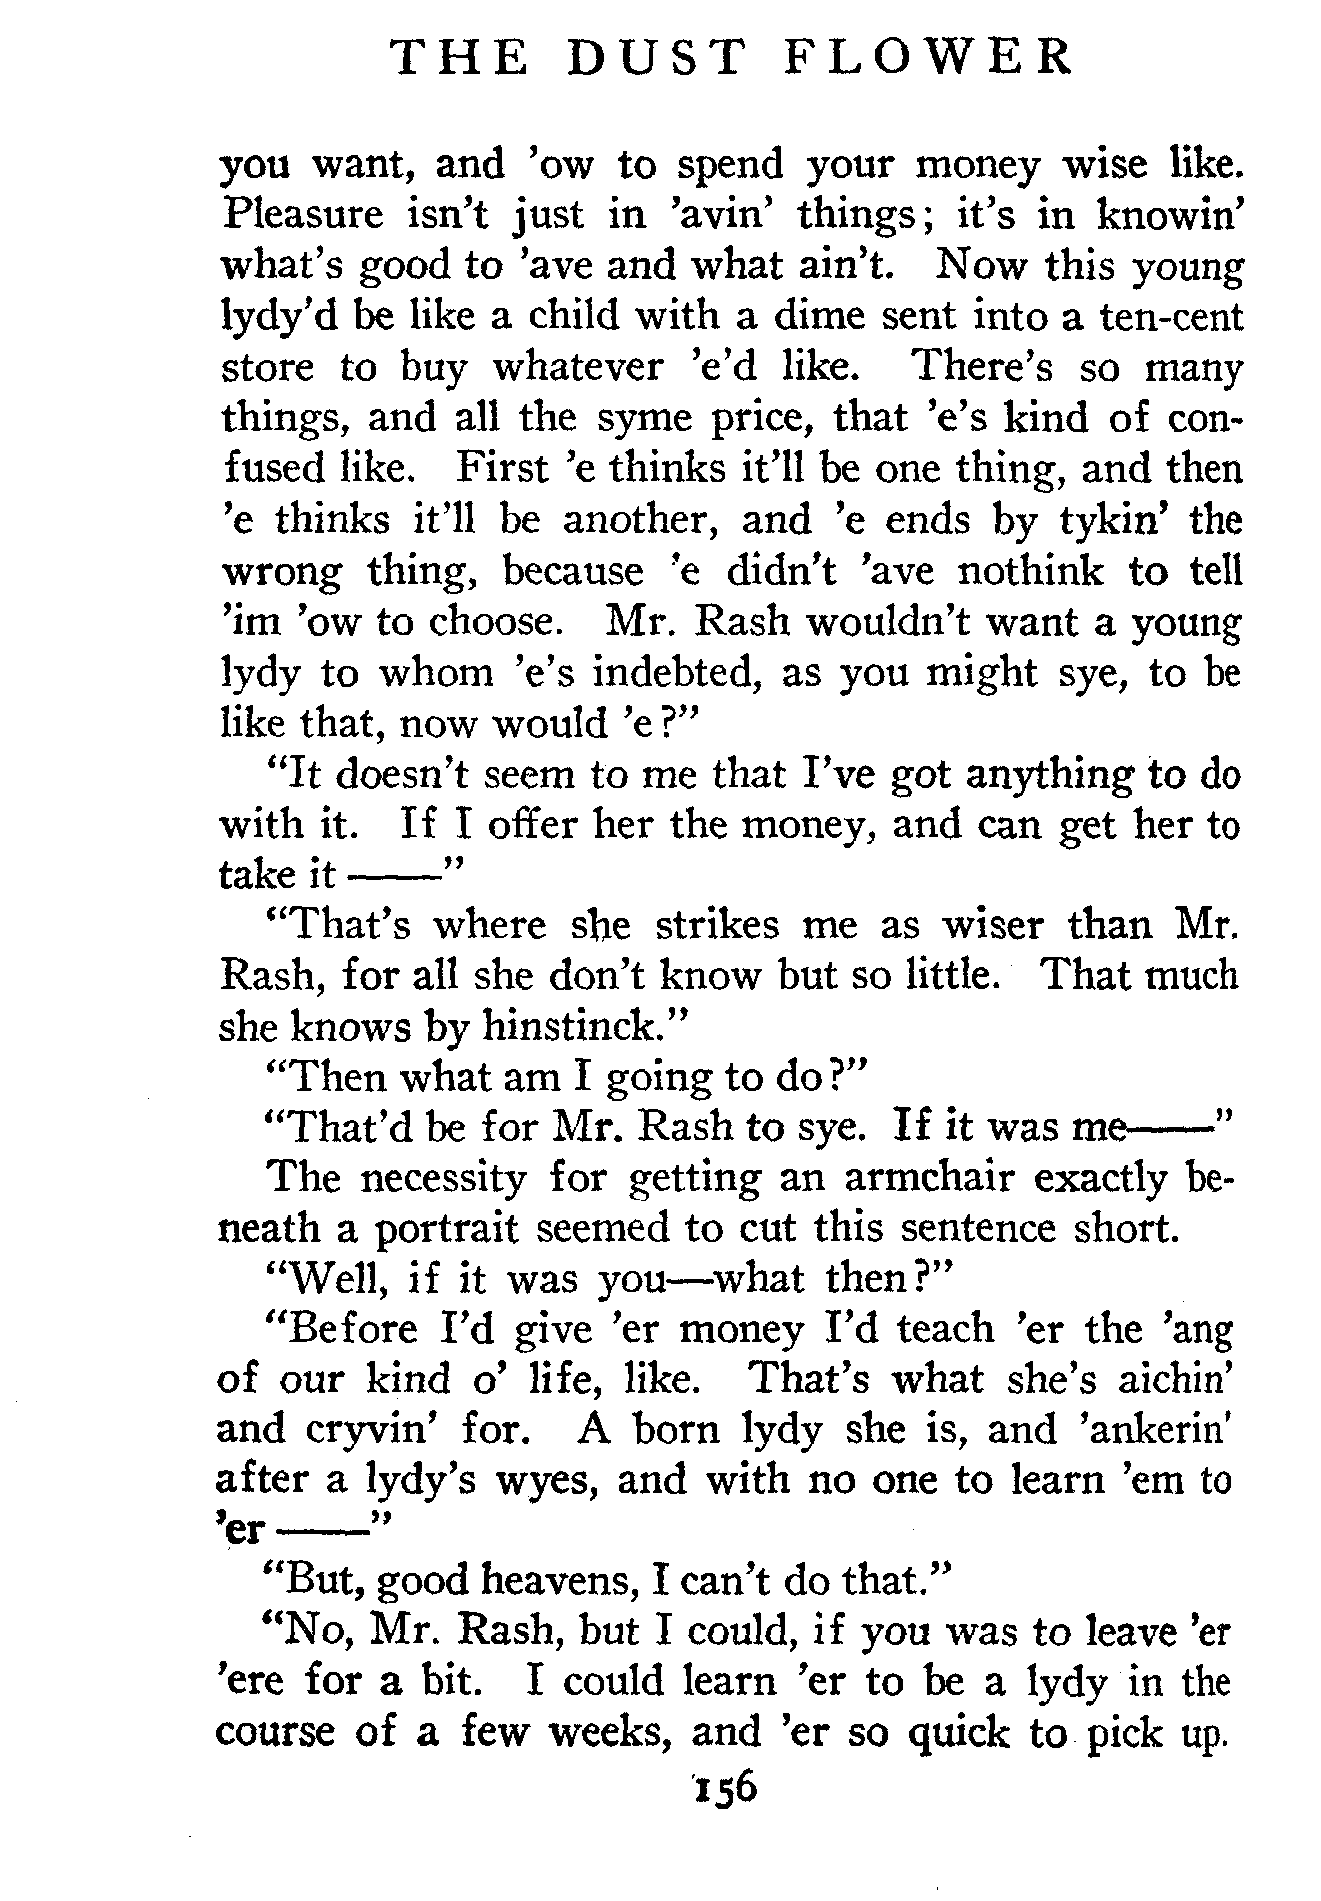 THE DUST FLOWER
you want, and 'ow to spend your money wise like.
Pleasure isn't just in 'avin' things; it's in knowin'
what's good to 'ave and what ain't. Now this young
lydy'd be like a child with a dime sent into a ten-cent
store to buy whatever 'e'd like. There's so many
things, and all the syme price, that 'e's kind of con-
fused like. First 'e thinks it'll be one thing, and then
'e thinks it'll be another, and 'e ends by tykin' the
wrong thing, because 'e didn't 'ave nothink to tell
'im 'ow to choose. Mr. Rash wouldn't want a young
lydy to whom 'e's indebted, as you might sye, to be
like that, now would 'e?"
"It doesn't seem to me that I've got anything to do
with it. If I offer her the money, and can get her to
take it ——"
"That's where she strikes me as wiser than Mr.
Rash, for all she don't know but so little. That much
she knows by hinstinck."
"Then what am I going to do?"
"That'd be for Mr. Rash to sye. If it was me——"
The necessity for getting an armchair exactly be-
neath a portrait seemed to cut this sentence short.
"Well, if it was you—what then?"
"Before I'd give 'er money I'd teach 'er the 'ang
of our kind o' life, like. That's what she's aichin'
and cryvin' for. A born lydy she is, and 'ankerin'
after a lydy's wyes, and with no one to learn 'em to
'er ——"
"But, good heavens, I can't do that."
"No, Mr. Rash, but I could, if you was to leave 'er
'ere for a bit. I could learn 'er to be a lydy in the
course of a few weeks, and 'er so quick to pick up.
156